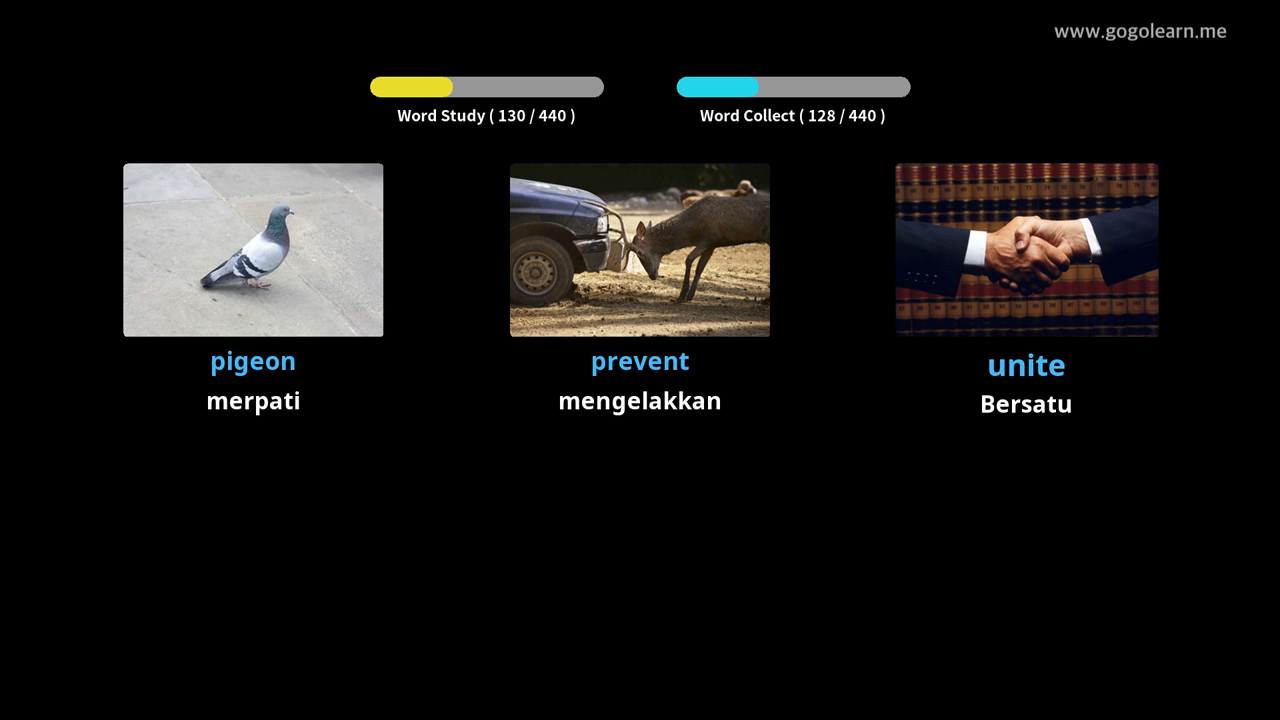 www.gogolearn.me
Word Study ( 130 / 440 )
Word Collect ( 128 / 440 )
pigeon
merpati
prevent
mengelakkan
unite
Bersatu